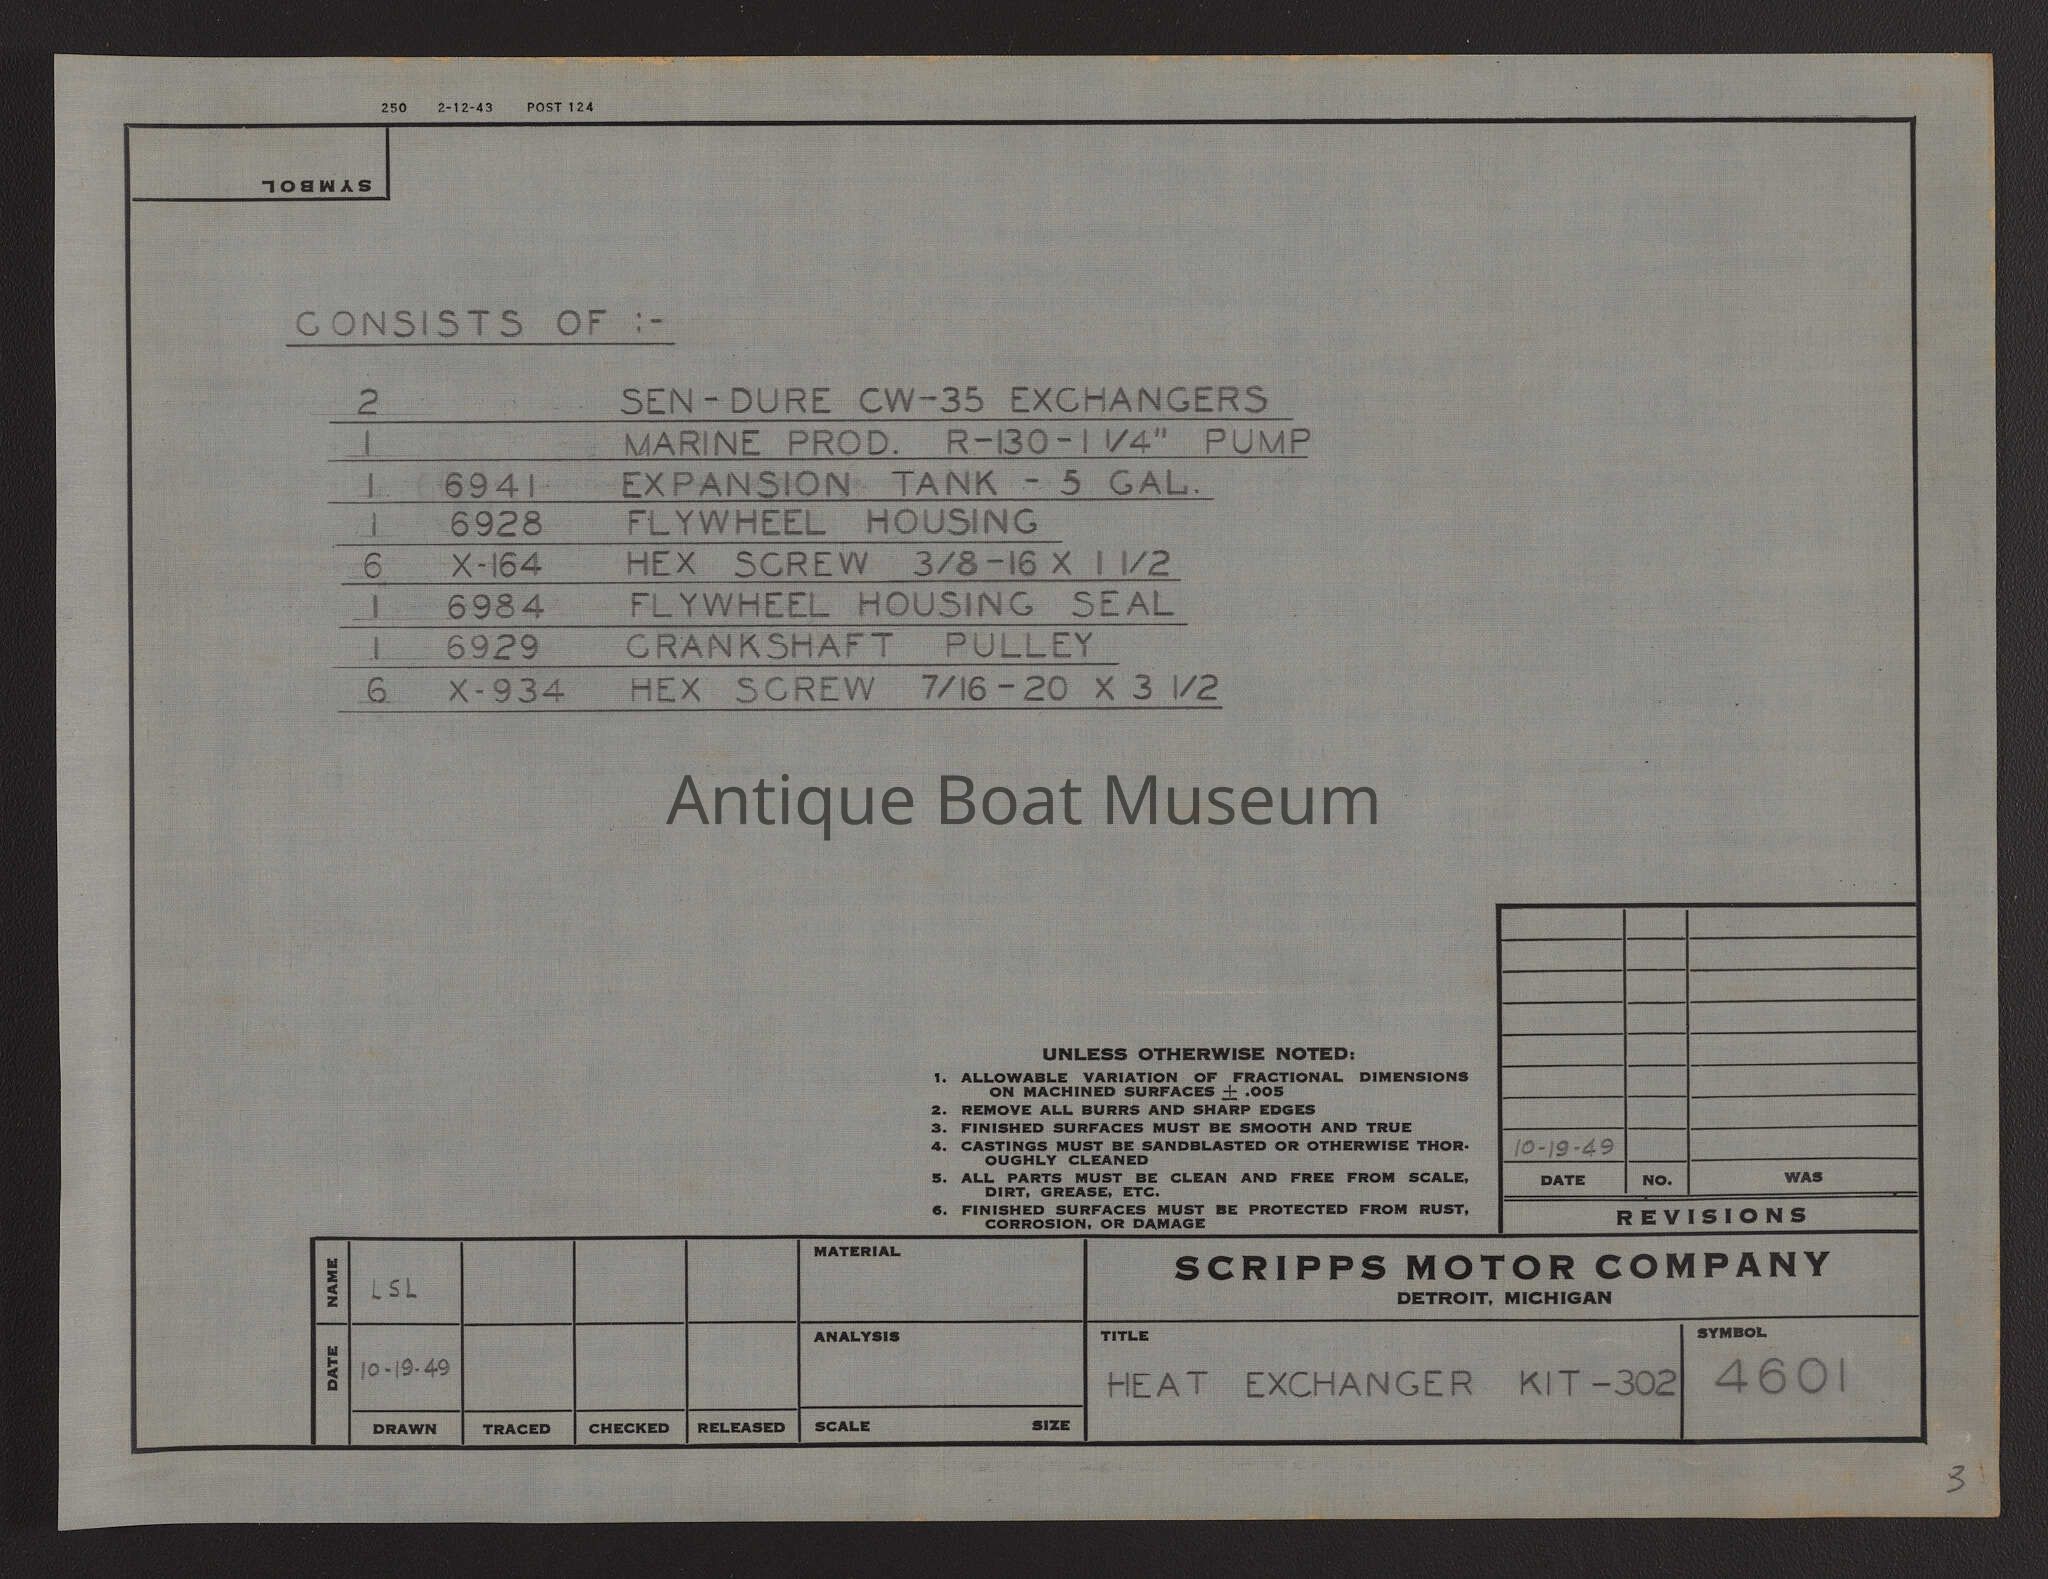 250 2-12-43 POST 124
SYMBOL
CONSISTS OF :-
2 SEN-DURE CW-35 EXCHANGERS
1 MARINE PROD. R-130-1 1/4" PUMP
1 6941 EXPANSION TANK - 5 GAL.
1 6928 FLYWHEEL HOUSING
6 X-164 HEX SCREW 3/8-16 X 1 1/2
1 6984 FLYWHEEL HOUSING SEAL
1 6929 CRANKSHAFT PULLEY
6 X-934 HEX SCREW 7/16-20 X 3 1/2
Antique Boat Museum
UNLESS OTHERWISE NOTED:
1. ALLOWABLE VARIATION OF FRACTIONAL DIMENSIONS
ON MACHINED SURFACES ± .005
2. REMOVE ALL BURRS AND SHARP EDGES
3. FINISHED SURFACES MUST BE SMOOTH AND TRUE
4. CASTINGS MUST BE SANDBLASTED OR OTHERWISE THOR-
OUGHLY CLEANED
5. ALL PARTS MUST BE CLEAN AND FREE FROM SCALE,
DIRT, GREASE, ETC.
6. FINISHED SURFACES MUST BE PROTECTED FROM RUST,
CORROSION, OR DAMAGE
10-19-49
DATE NO. WAS
REVISIONS
NAME LSL
DATE 10-19-49
DRAWN TRACED CHECKED RELEASED
MATERIAL
ANALYSIS
SCALE SIZE
SCRIPPS MOTOR COMPANY
DETROIT, MICHIGAN
TITLE
HEAT EXCHANGER KIT-302
SYMBOL
4601
3